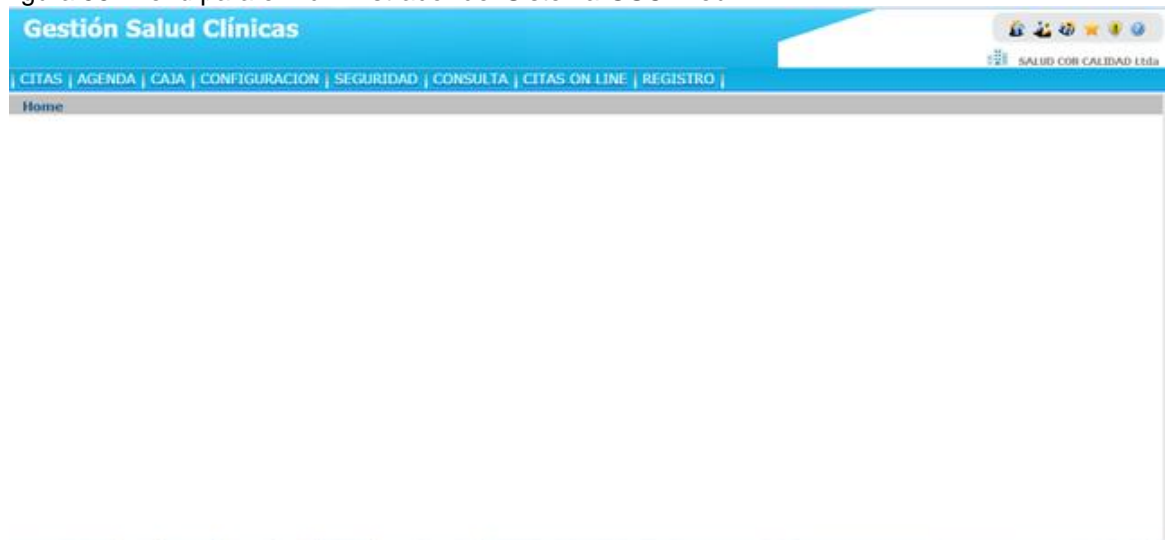 Gestión Salud Clínicas
SALUD CON CALIDAD Ltda
| CITAS | AGENDA | CAJA | CONFIGURACION | SEGURIDAD | CONSULTA | CITAS ON LINE | REGISTRO |
Home